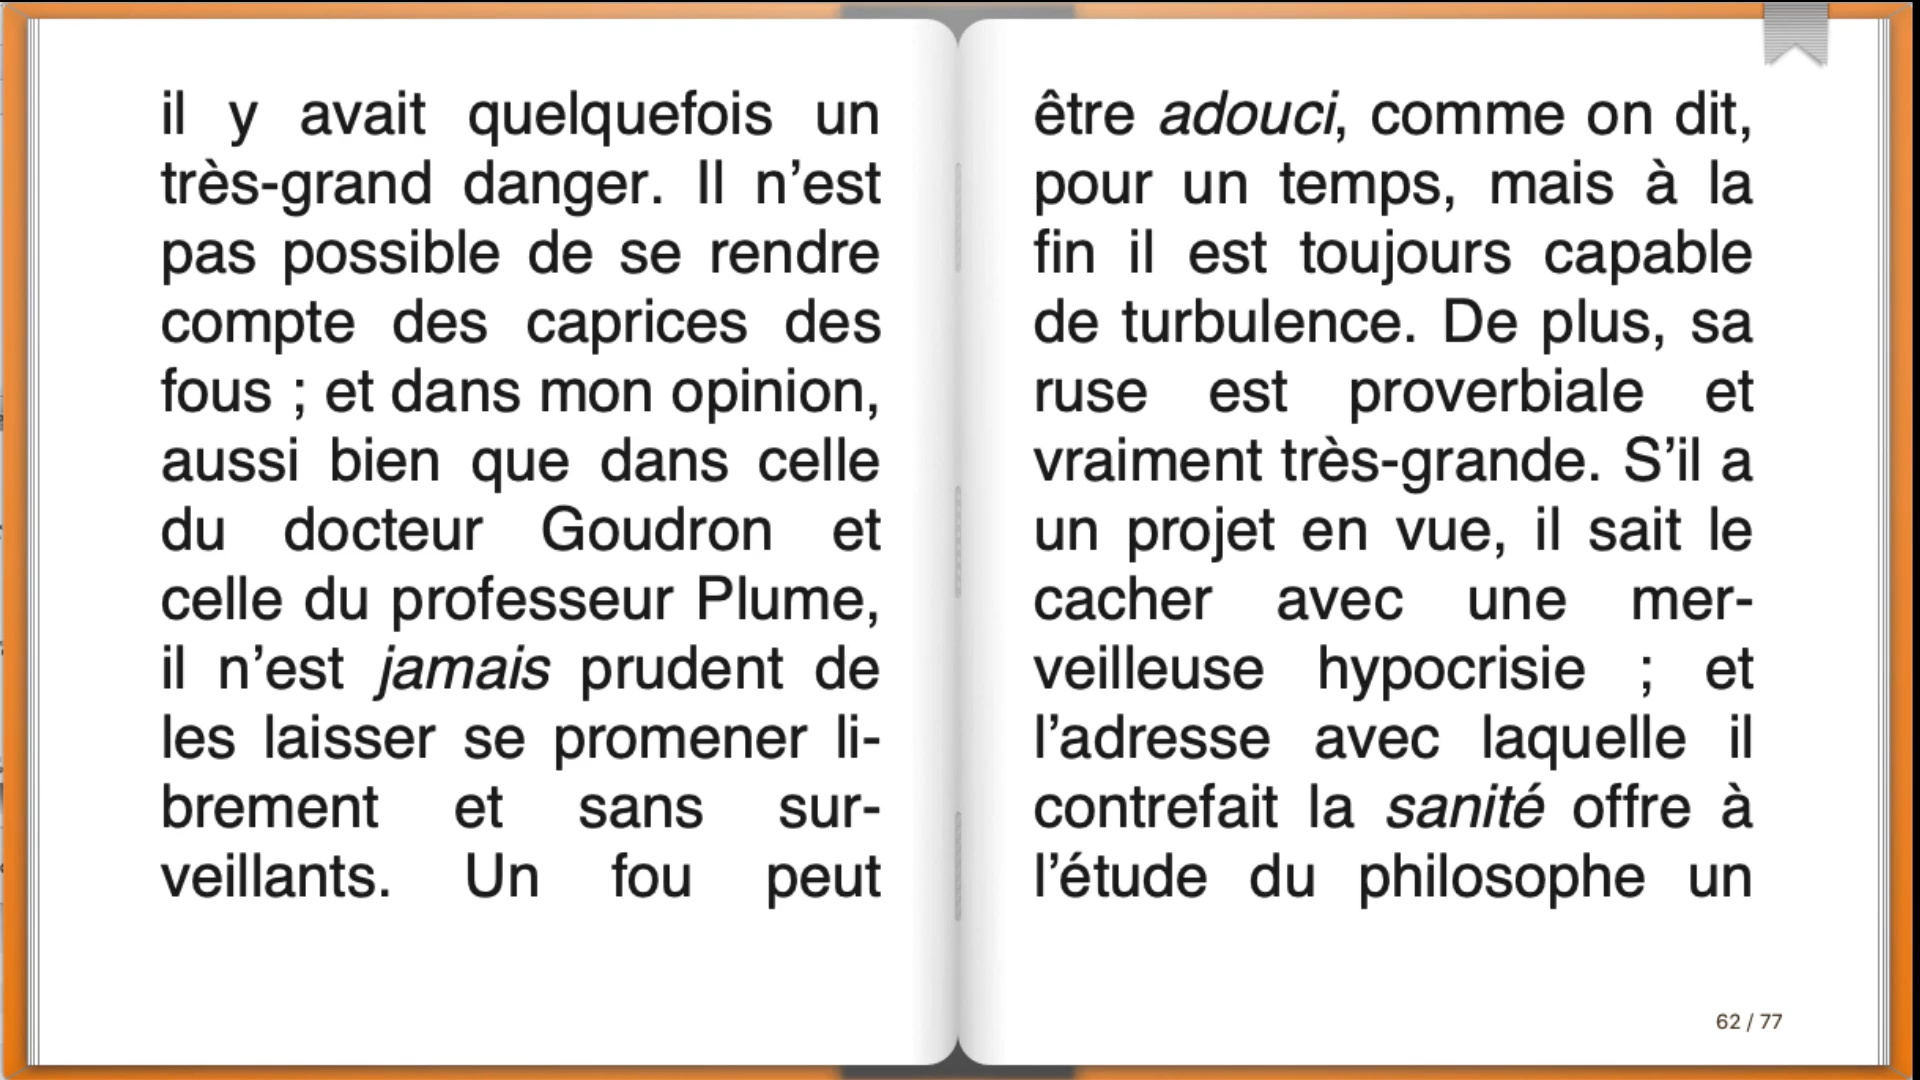 il y avait quelquefois un
très-grand danger. Il n’est
pas possible de se rendre
compte des caprices des
fous ; et dans mon opinion,
aussi bien que dans celle
du docteur Goudron et
celle du professeur Plume,
il n’est jamais prudent de
les laisser se promener li-
brement et sans sur-
veillants. Un fou peut
être adouci, comme on dit,
pour un temps, mais à la
fin il est toujours capable
de turbulence. De plus, sa
ruse est proverbiale et
vraiment très-grande. S’il a
un projet en vue, il sait le
cacher avec une mer-
veilleuse hypocrisie ; et
l’adresse avec laquelle il
contrefait la sanité offre à
l’étude du philosophe un
62 / 77